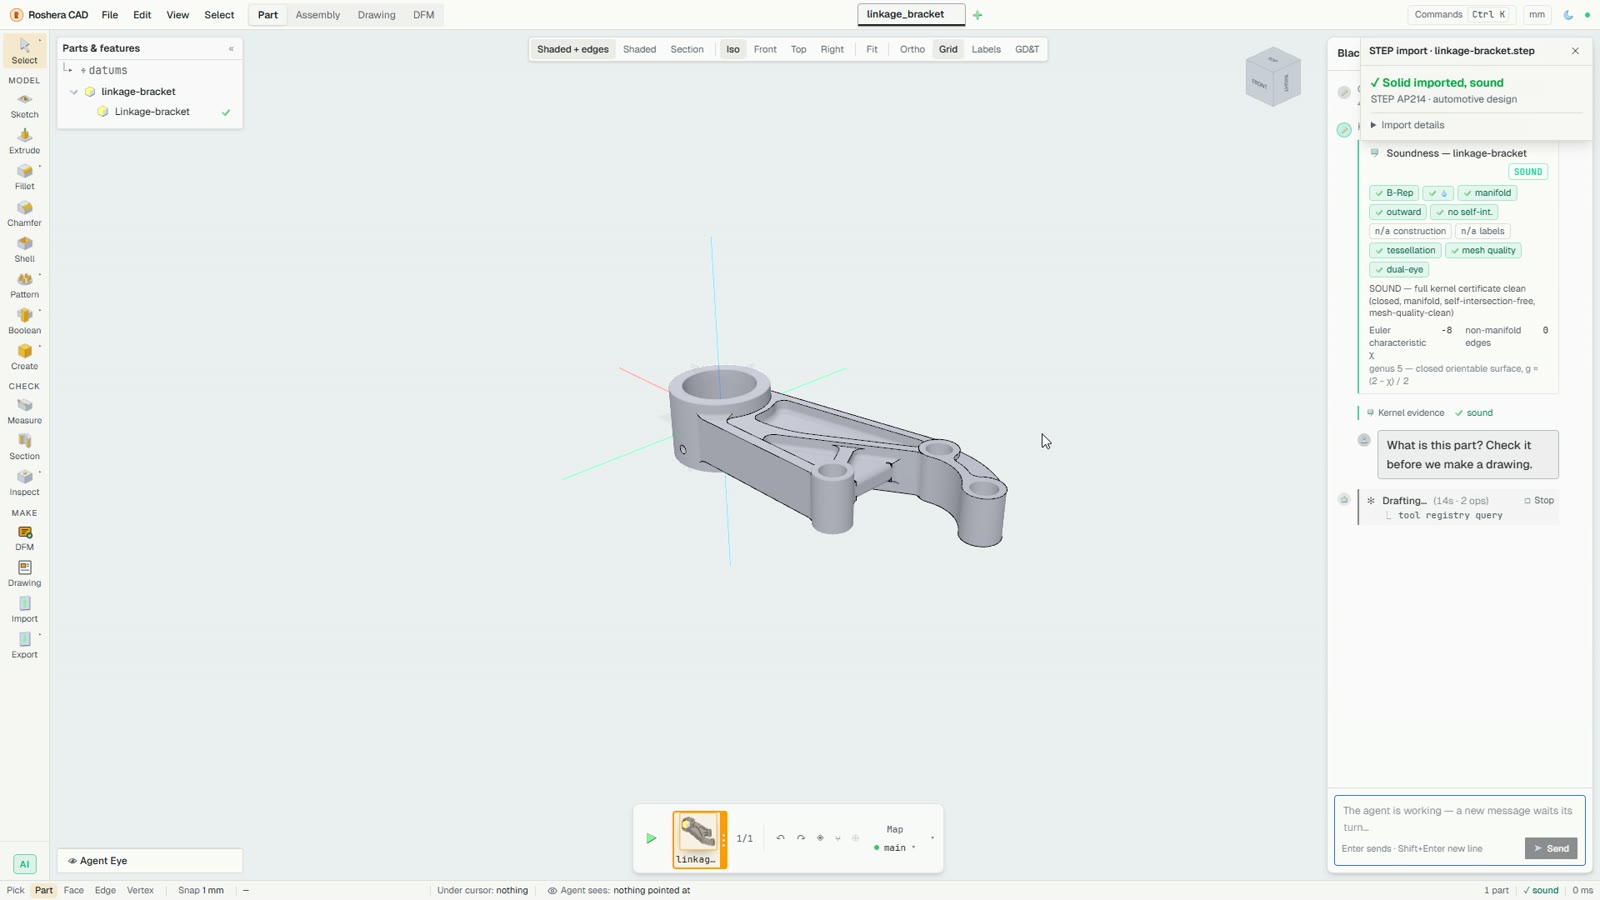 Roshera CAD File Edit View Select Part Assembly Drawing DFM
linkage_bracket
Commands Ctrl K mm
Select
MODEL
Sketch
Extrude
Fillet
Chamfer
Shell
Pattern
Boolean
Create
CHECK
Measure
Section
Inspect
MAKE
DFM
Drawing
Import
Export
AI
Parts & features
datums
linkage-bracket
Linkage-bracket
Shaded + edges Shaded Section Iso Front Top Right Fit Ortho Grid Labels GD&T
TOP
FRONT
RIGHT
Blac
STEP import · linkage-bracket.step
✓ Solid imported, sound
STEP AP214 · automotive design
Import details
Soundness — linkage-bracket
SOUND
B-Rep
manifold
outward no self-int.
n/a construction n/a labels
tessellation mesh quality
dual-eye
SOUND — full kernel certificate clean
(closed, manifold, self-intersection-free,
mesh-quality-clean)
Euler characteristic χ -8 non-manifold edges 0
genus 5 — closed orientable surface, g =
(2 − χ) / 2
Kernel evidence sound
What is this part? Check it
before we make a drawing.
Drafting... (14s · 2 ops) Stop
tool registry query
The agent is working — a new message waits its
turn...
Enter sends · Shift+Enter new line Send
linkag...
1/1
Map
main
Agent Eye
Pick Part Face Edge Vertex Snap 1 mm –
Under cursor: nothing Agent sees: nothing pointed at
1 part ✓ sound 0 ms